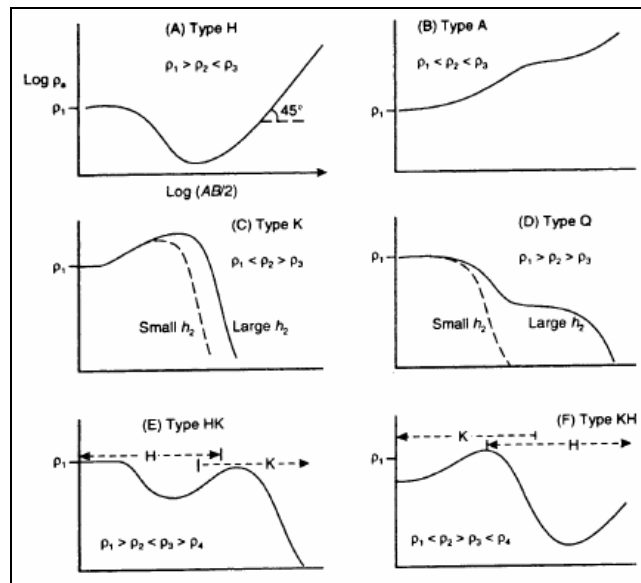 (A) Type H
ρ₁ > ρ₂ < ρ₃
Log ρₐ
ρ₁
45°
Log (AB/2)
(B) Type A
ρ₁ < ρ₂ < ρ₃
ρ₁
(C) Type K
ρ₁ < ρ₂ > ρ₃
ρ₁
Small h₂
Large h₂
(D) Type Q
ρ₁ > ρ₂ > ρ₃
ρ₁
Small h₂
Large h₂
(E) Type HK
H
K
ρ₁
ρ₁ > ρ₂ < ρ₃ > ρ₄
(F) Type KH
K
H
ρ₁
ρ₁ < ρ₂ > ρ₃ < ρ₄